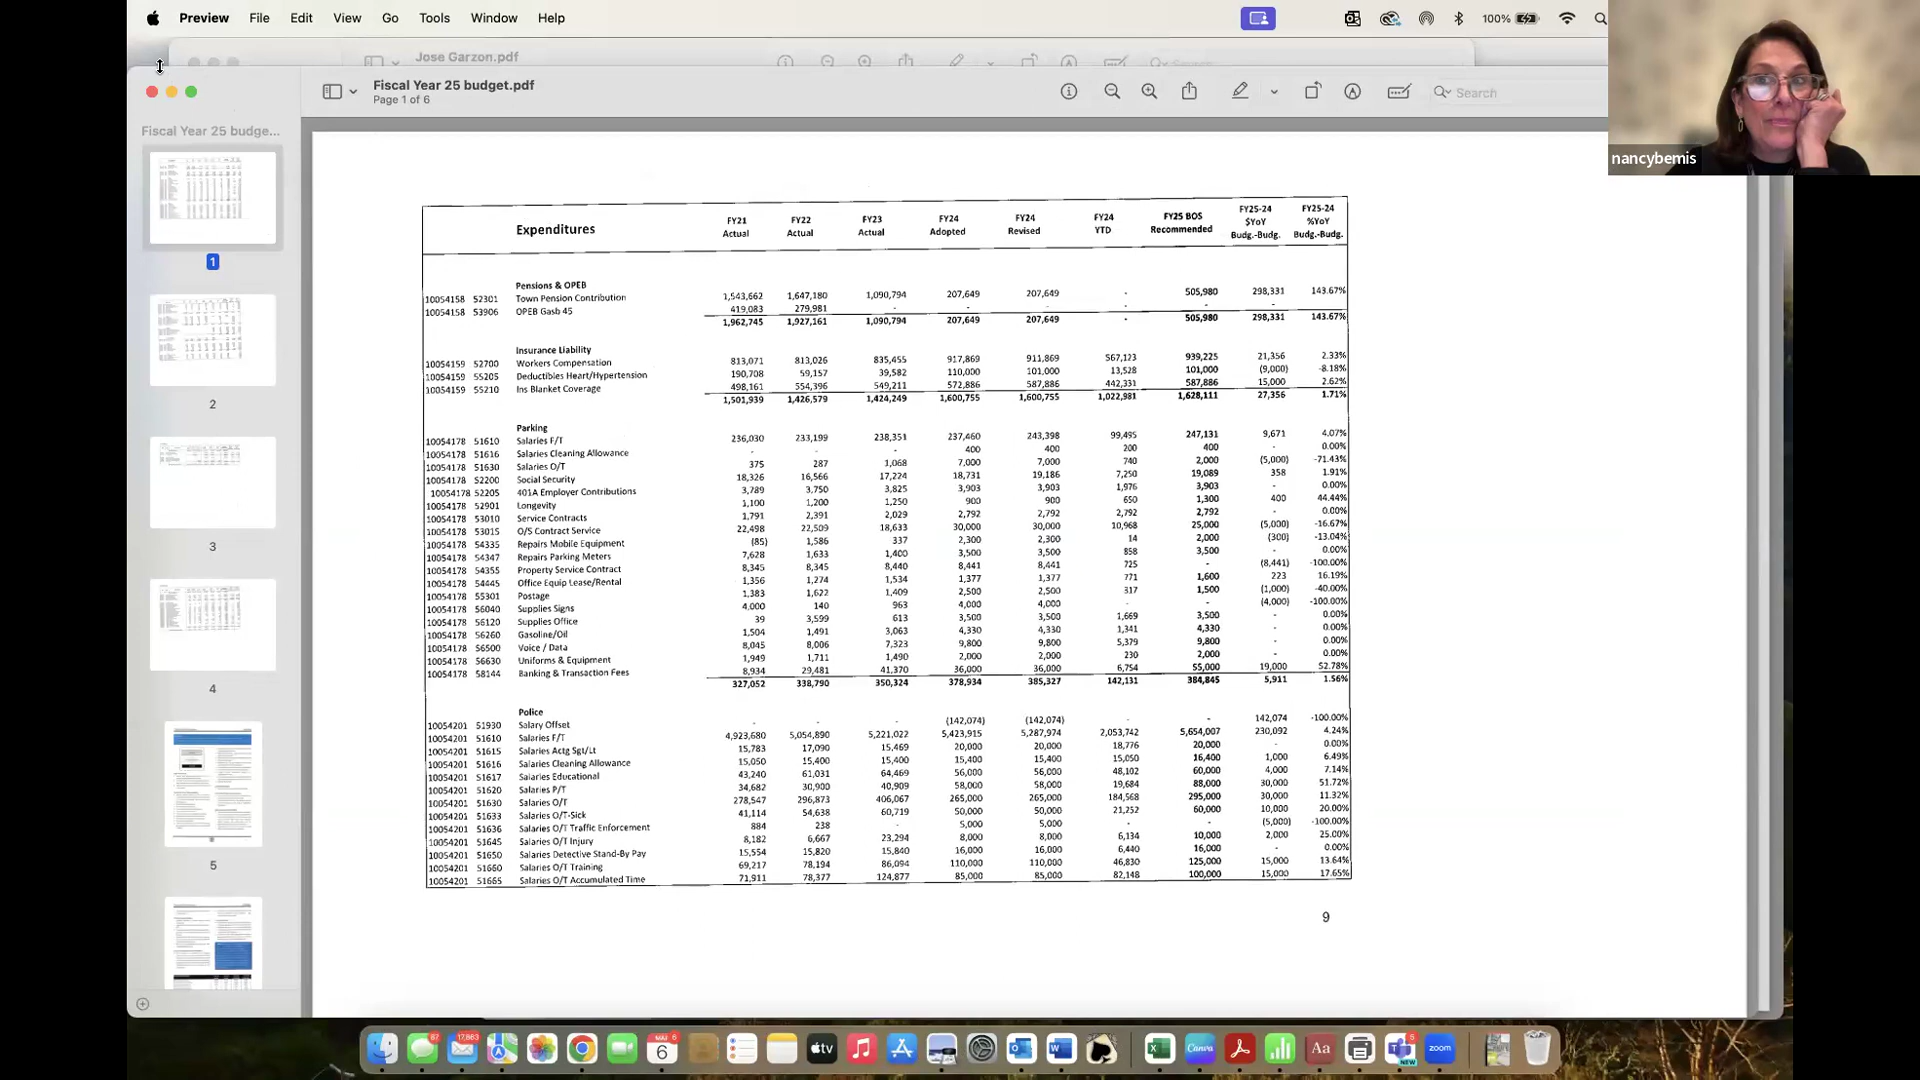 Preview File Edit View Go Tools Window Help 100%
Jose Garzon.pdf Search
Fiscal Year 25 budget.pdf
Page 1 of 6
Search
nancybemis
Fiscal Year 25 budge...
1
2
3
4
5
Expenditures FY21 Actual FY22 Actual FY23 Actual FY24 Adopted FY24 Revised FY24 YTD FY25 BOS Recommended FY25-24 $YoY Budg.-Budg. FY25-24 %YoY Budg.-Budg.
Pensions & OPEB
10054158 52301 Town Pension Contribution 1,543,662 1,647,180 1,090,794 207,649 207,649 - 505,980 298,331 143.67%
10054158 53906 OPEB Gasb 45 419,083 279,981 - - - - - -
1,962,745 1,927,161 1,090,794 207,649 207,649 - 505,980 298,331 143.67%
Insurance Liability
10054159 52700 Workers Compensation 813,071 813,026 835,455 917,869 911,869 567,123 939,225 21,356 2.33%
10054159 55205 Deductibles Heart/Hypertension 190,708 59,157 39,582 110,000 101,000 13,528 101,000 (9,000) -8.18%
10054159 55210 Ins Blanket Coverage 498,161 554,396 549,211 572,886 587,886 442,331 587,886 15,000 2.62%
1,501,939 1,426,579 1,424,249 1,600,755 1,600,755 1,022,981 1,628,111 27,356 1.71%
Parking
10054178 51610 Salaries F/T 236,030 233,199 238,351 237,460 243,398 99,495 247,131 9,671 4.07%
10054178 51616 Salaries Cleaning Allowance - - - 400 400 200 400 - 0.00%
10054178 51630 Salaries O/T 375 287 1,068 7,000 7,000 740 2,000 (5,000) -71.43%
10054178 52200 Social Security 18,326 16,566 17,224 18,731 19,186 7,250 19,089 358 1.91%
10054178 52205 401A Employer Contributions 3,789 3,750 3,825 3,903 3,903 1,976 3,903 - 0.00%
10054178 52901 Longevity 1,100 1,200 1,250 900 900 650 1,300 400 44.44%
10054178 53010 Service Contracts 1,791 2,391 2,029 2,792 2,792 2,792 2,792 - 0.00%
10054178 53015 O/S Contract Service 22,498 22,509 18,633 30,000 30,000 10,968 25,000 (5,000) -16.67%
10054178 54335 Repairs Mobile Equipment (85) 1,586 337 2,300 2,300 14 2,000 (300) -13.04%
10054178 54347 Repairs Parking Meters 7,628 1,633 1,400 3,500 3,500 858 3,500 - 0.00%
10054178 54355 Property Service Contract 8,345 8,345 8,440 8,441 8,441 725 (8,441) -100.00%
10054178 54445 Office Equip Lease/Rental 1,356 1,274 1,534 1,377 1,377 771 1,600 223 16.19%
10054178 55301 Postage 1,383 1,622 1,409 2,500 2,500 317 1,500 (1,000) -40.00%
10054178 56040 Supplies Signs 4,000 140 963 4,000 4,000 - - (4,000) -100.00%
10054178 56120 Supplies Office 39 3,599 613 3,500 3,500 1,669 3,500 - 0.00%
10054178 56260 Gasoline/Oil 1,504 1,491 3,063 4,330 4,330 1,341 4,330 - 0.00%
10054178 56500 Voice / Data 8,045 8,006 7,323 9,800 9,800 5,379 9,800 - 0.00%
10054178 56630 Uniforms & Equipment 1,949 1,711 1,490 2,000 2,000 230 2,000 - 0.00%
10054178 58144 Banking & Transaction Fees 8,934 29,481 41,370 36,000 36,000 6,754 55,000 19,000 52.78%
327,052 338,790 350,324 378,934 385,327 142,131 384,845 5,911 1.56%
Police
10054201 51930 Salary Offset - - - (142,074) (142,074) - - 142,074 -100.00%
10054201 51610 Salaries F/T 4,923,680 5,054,890 5,221,022 5,423,915 5,287,974 2,053,742 5,654,007 230,092 4.24%
10054201 51615 Salaries Actg Sgt/Lt 15,783 17,090 15,469 20,000 20,000 18,776 20,000 - 0.00%
10054201 51616 Salaries Cleaning Allowance 15,050 15,400 15,400 15,400 15,400 15,050 16,400 1,000 6.49%
10054201 51617 Salaries Educational 43,240 61,031 64,469 56,000 56,000 48,102 60,000 4,000 7.14%
10054201 51620 Salaries P/T 34,682 30,900 40,909 58,000 58,000 19,684 88,000 30,000 51.72%
10054201 51630 Salaries O/T 278,547 296,873 406,067 265,000 265,000 184,568 295,000 30,000 11.32%
10054201 51633 Salaries O/T-Sick 41,114 54,638 60,719 50,000 50,000 21,252 60,000 10,000 20.00%
10054201 51636 Salaries O/T Traffic Enforcement 884 238 - 5,000 5,000 - - (5,000) -100.00%
10054201 51645 Salaries O/T Injury 8,182 6,667 23,294 8,000 8,000 6,134 10,000 2,000 25.00%
10054201 51650 Salaries Detective Stand-By Pay 15,554 15,820 15,840 16,000 16,000 6,440 16,000 - 0.00%
10054201 51660 Salaries O/T Training 69,217 78,194 86,094 110,000 110,000 46,830 125,000 15,000 13.64%
10054201 51665 Salaries O/T Accumulated Time 71,911 78,377 124,877 85,000 85,000 82,148 100,000 15,000 17.65%
9
87 17,863 MAJ 6 6 tv W X Canva Aa 5 NEW zoom